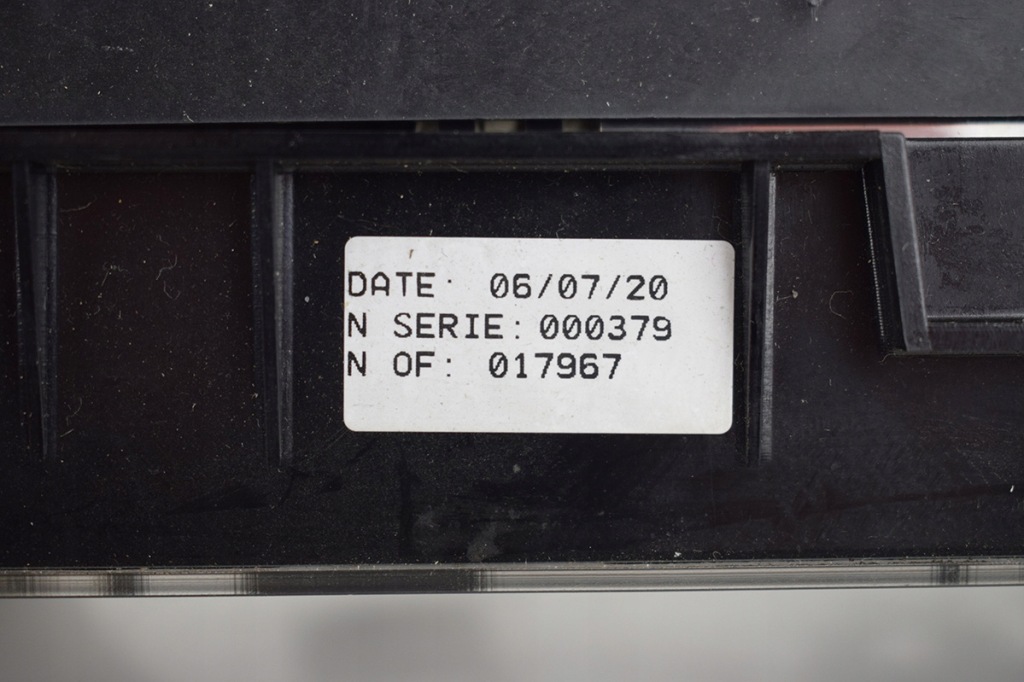 DATE: 06/07/20
N SERIE: 000379
N OF: 017967